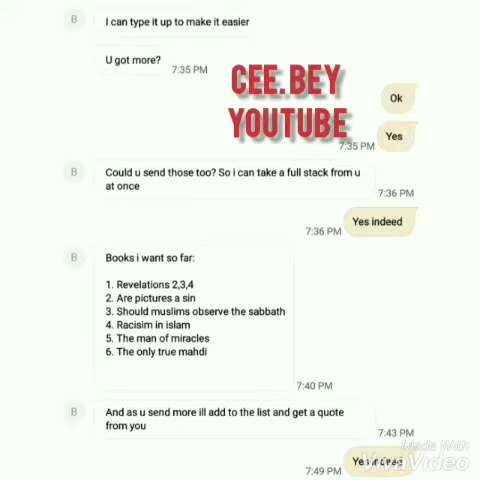 B
I can type it up to make it easier
U got more?
7:35 PM
CEE.BEY
YOUTUBE
Ok
Yes
7:35 PM
B
Could u send those too? So i can take a full stack from u
at once
7:36 PM
Yes indeed
7:36 PM
B
Books i want so far:
1. Revelations 2,3,4
2. Are pictures a sin
3. Should muslims observe the sabbath
4. Racisim in islam
5. The man of miracles
6. The only true mahdi
7:40 PM
B
And as u send more ill add to the list and get a quote
from you
7:43 PM
Made With
VivaVideo
Yes indeed
7:49 PM